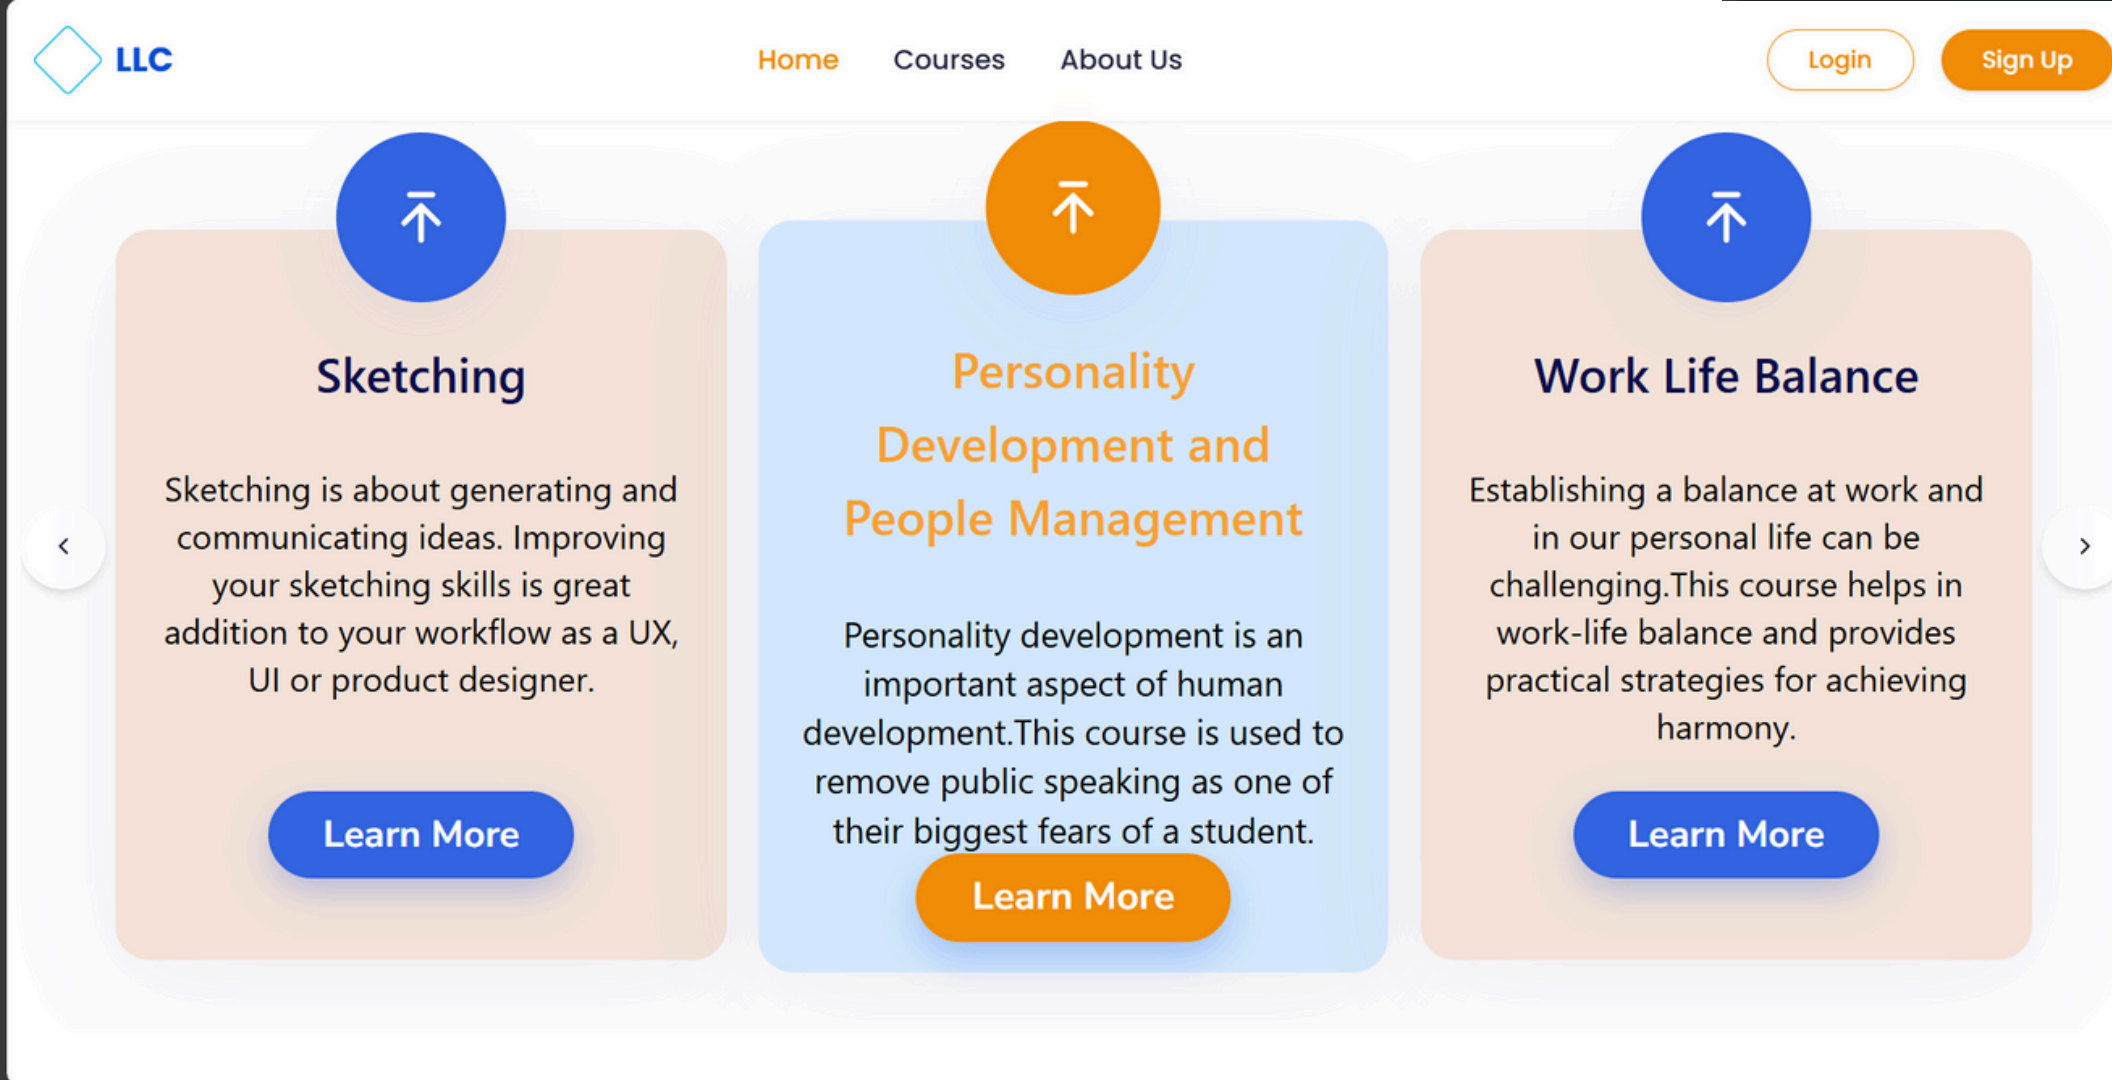 LLC
Home Courses About Us
Login Sign Up
Sketching
Sketching is about generating and
communicating ideas. Improving
your sketching skills is great
addition to your workflow as a UX,
UI or product designer.
Learn More
Personality
Development and
People Management
Personality development is an
important aspect of human
development.This course is used to
remove public speaking as one of
their biggest fears of a student.
Learn More
Work Life Balance
Establishing a balance at work and
in our personal life can be
challenging.This course helps in
work-life balance and provides
practical strategies for achieving
harmony.
Learn More